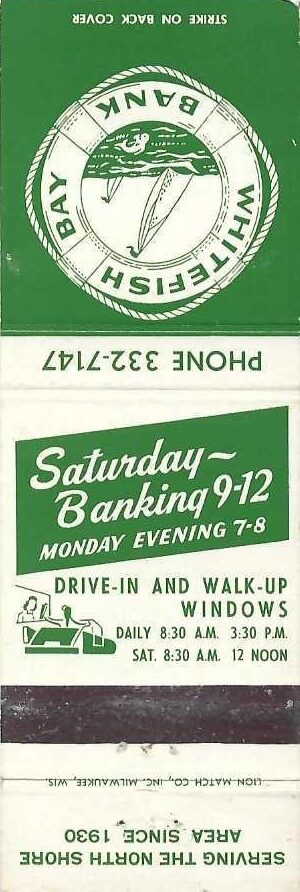 STRIKE ON BACK COVER
WHITEFISH BAY
BANK
PHONE 332-7147
Saturday~
Banking 9-12
MONDAY EVENING 7-8
DRIVE-IN AND WALK-UP
WINDOWS
DAILY 8:30 A.M. 3:30 P.M.
SAT. 8:30 A.M. 12 NOON
LION MATCH CO., INC. MILWAUKEE, WIS.
SERVING THE NORTH SHORE
AREA SINCE 1930